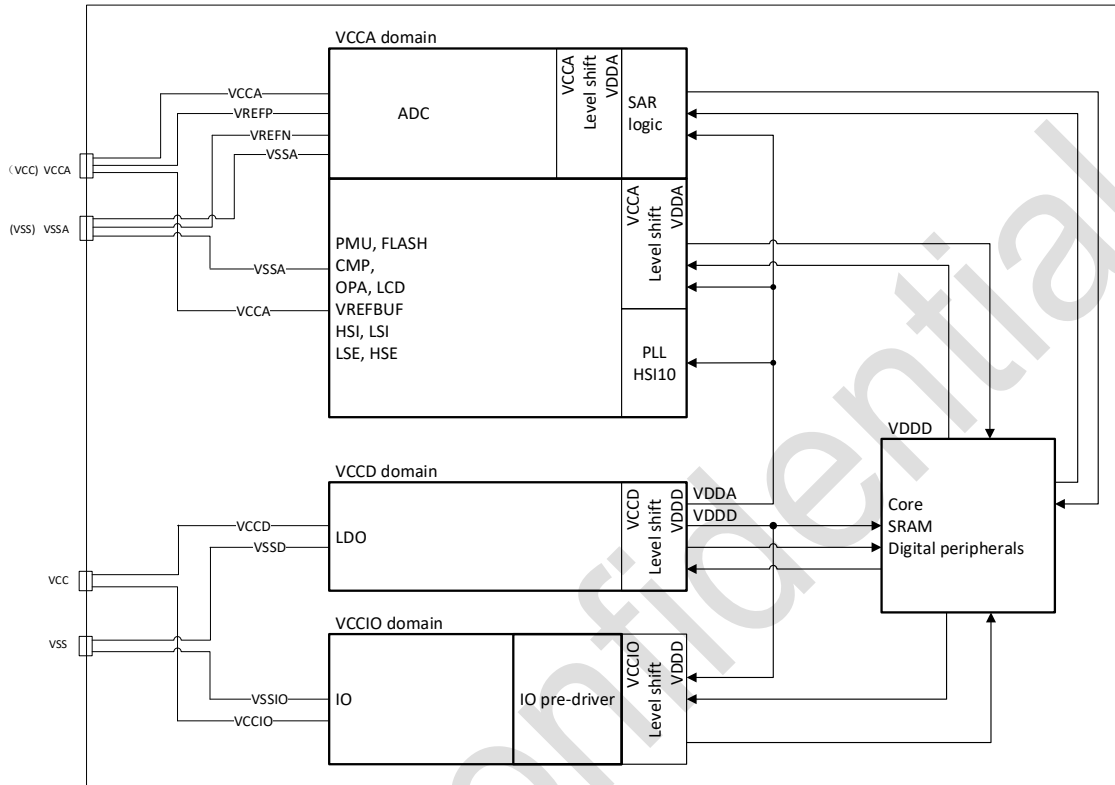 VCCA domain
VCCA
VREFP
VREFN
VSSA
ADC
VCCA
Level shift
VDDA
SAR
logic
（VCC) VCCA
(VSS) VSSA
VSSA
VCCA
PMU, FLASH
CMP,
OPA, LCD
VREFBUF
HSI, LSI
LSE, HSE
VCCA
Level shift
VDDA
PLL
HSI10
VCCD domain
VCCD
VSSD
LDO
VCCD
Level shift
VDDD
VDDA
VDDD
VDDD
Core
SRAM
Digital peripherals
VCC
VSS
VCCIO domain
VSSIO
VCCIO
IO
IO pre-driver
VCCIO
Level shift
VDDD
onfidential